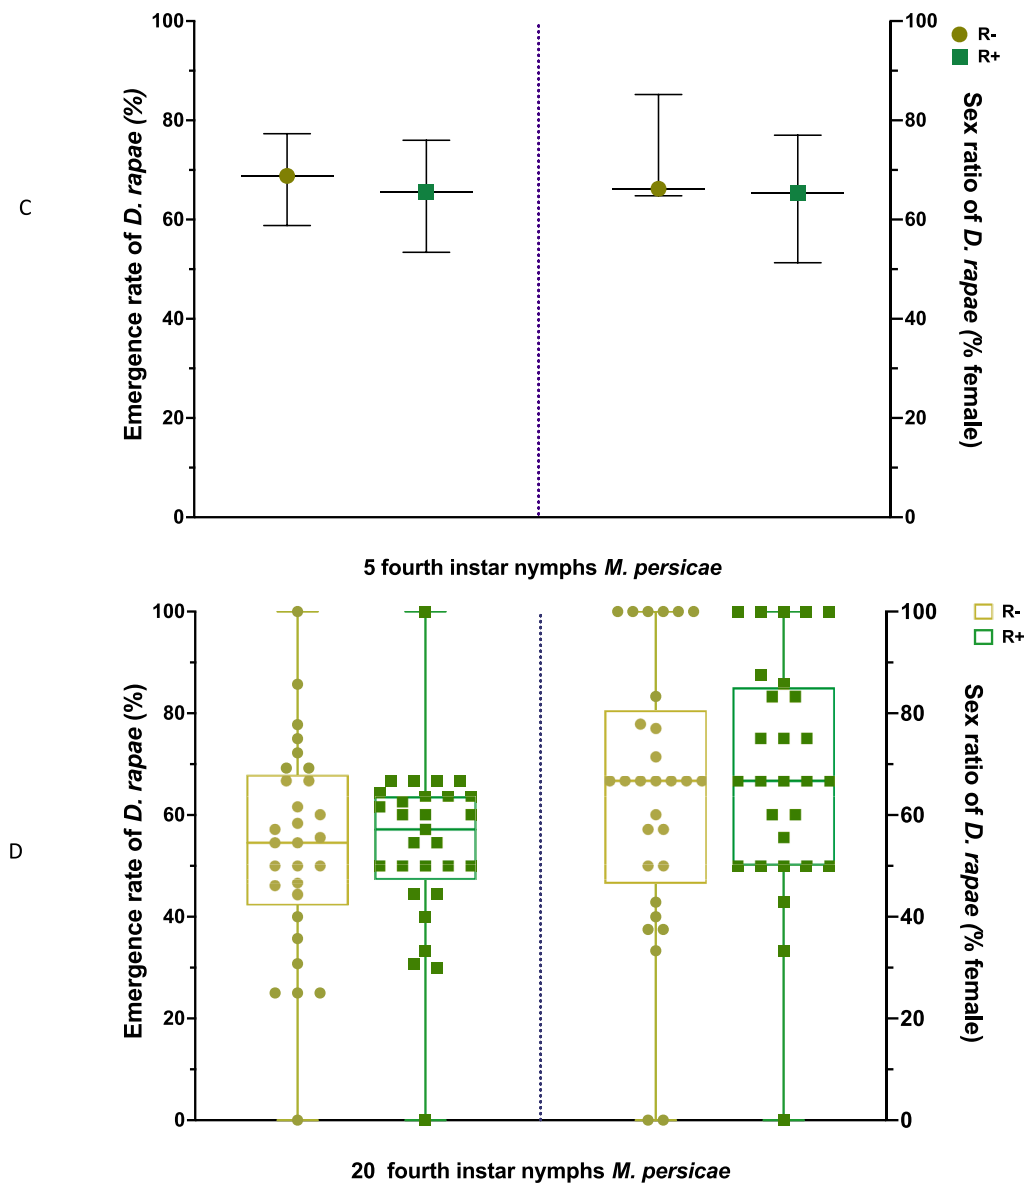 C
Emergence rate of D. rapae (%)
100
80
60
40
20
0
100
80
60
40
20
0
Sex ratio of D. rapae (% female)
R-
R+
5 fourth instar nymphs M. persicae
D
Emergence rate of D. rapae (%)
100
80
60
40
20
0
100
80
60
40
20
0
Sex ratio of D. rapae (% female)
R-
R+
20 fourth instar nymphs M. persicae